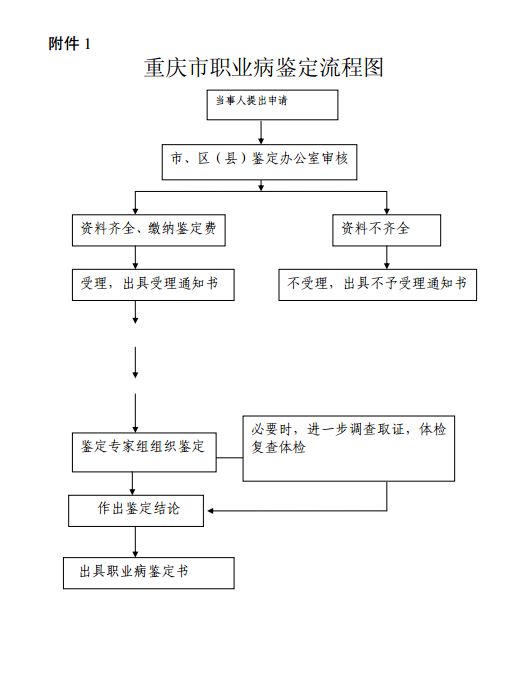 附件 1
重庆市职业病鉴定流程图
当事人提出申请
市、区（县）鉴定办公室审核
资料齐全、缴纳鉴定费
资料不齐全
受理，出具受理通知书
不受理，出具不予受理通知书
必要时，进一步调查取证，体检
复查体检
鉴定专家组组织鉴定
作出鉴定结论
出具职业病鉴定书